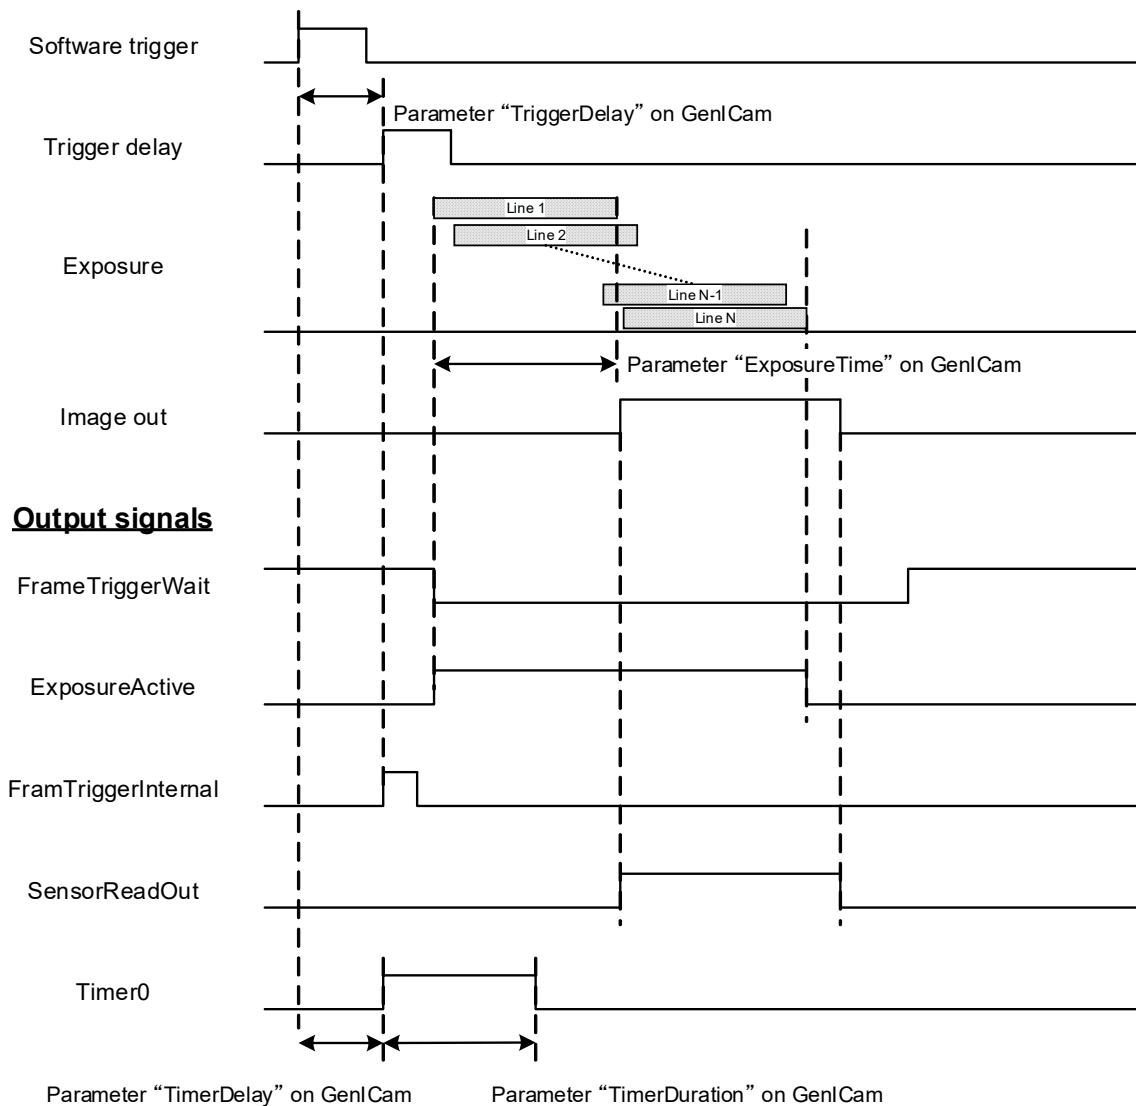 Software trigger
Parameter “TriggerDelay” on GenICam
Trigger delay
Line 1
Line 2
Exposure
Line N-1
Line N
Parameter “ExposureTime” on GenICam
Image out
Output signals
FrameTriggerWait
ExposureActive
FramTriggerInternal
SensorReadOut
Timer0
Parameter “TimerDelay” on GenICam
Parameter “TimerDuration” on GenICam